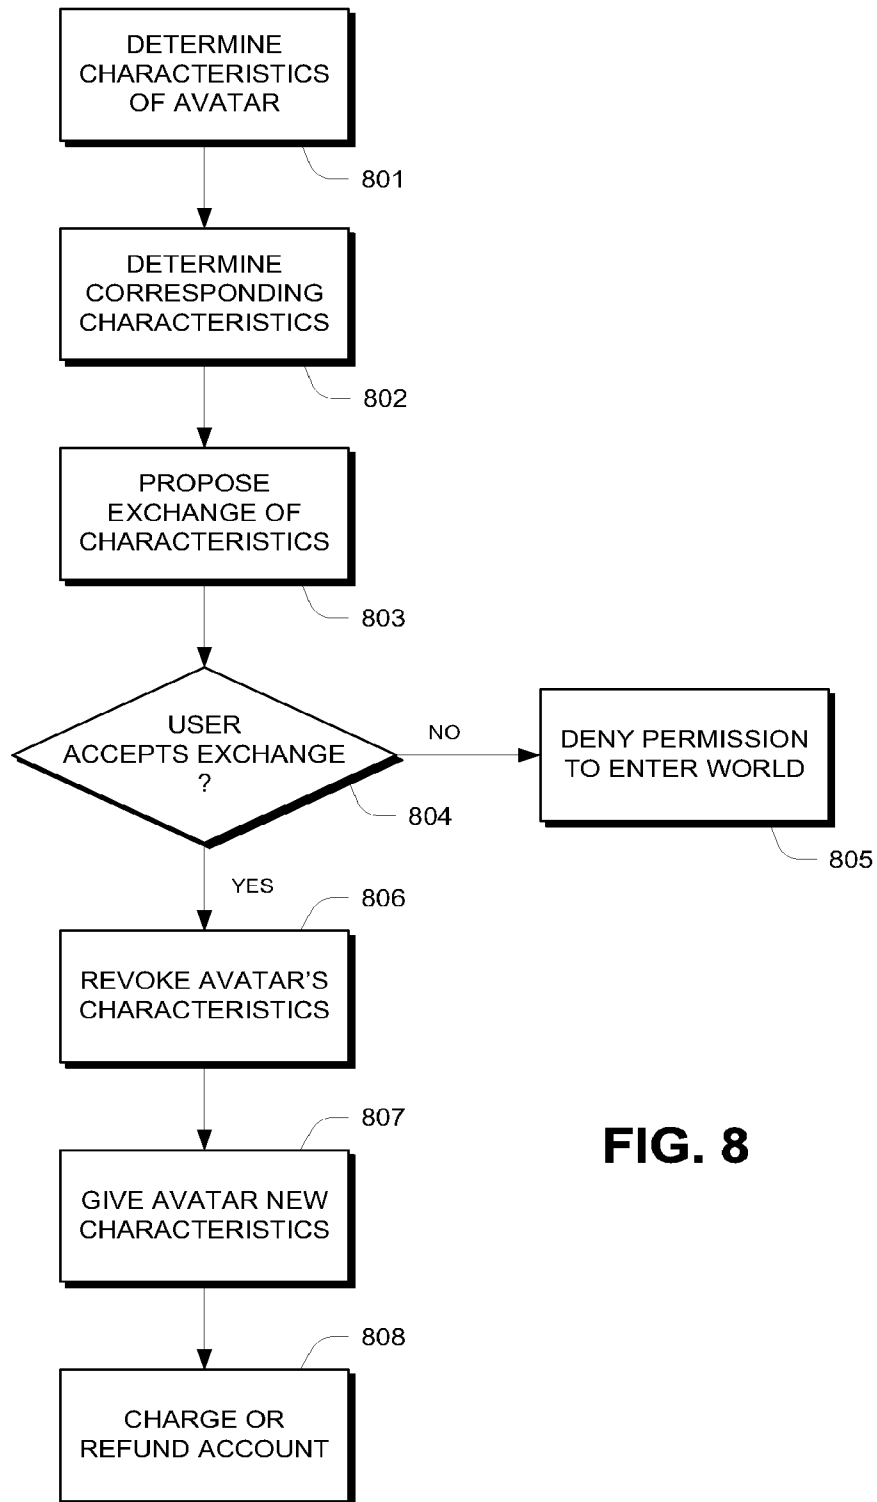 DETERMINE
CHARACTERISTICS
OF AVATAR
801
DETERMINE
CORRESPONDING
CHARACTERISTICS
802
PROPOSE
EXCHANGE OF
CHARACTERISTICS
803
USER
ACCEPTS EXCHANGE
?
804
NO
DENY PERMISSION
TO ENTER WORLD
805
YES
806
REVOKE AVATAR'S
CHARACTERISTICS
807
GIVE AVATAR NEW
CHARACTERISTICS
FIG. 8
808
CHARGE OR
REFUND ACCOUNT